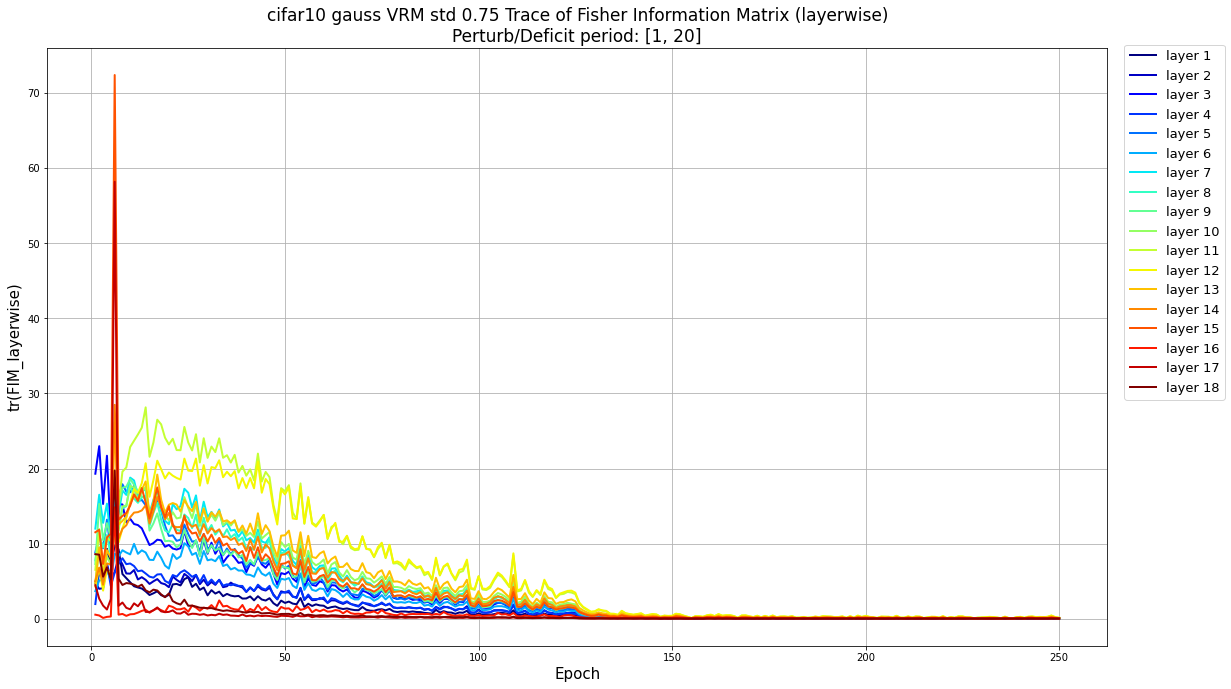 cifar10 gauss VRM std 0.75 Trace of Fisher Information Matrix (layerwise)
Perturb/Deficit period: [1, 20]
tr(FIM_layerwise)
70
60
50
40
30
20
10
0
0
50
100
150
200
250
Epoch
layer 1
layer 2
layer 3
layer 4
layer 5
layer 6
layer 7
layer 8
layer 9
layer 10
layer 11
layer 12
layer 13
layer 14
layer 15
layer 16
layer 17
layer 18